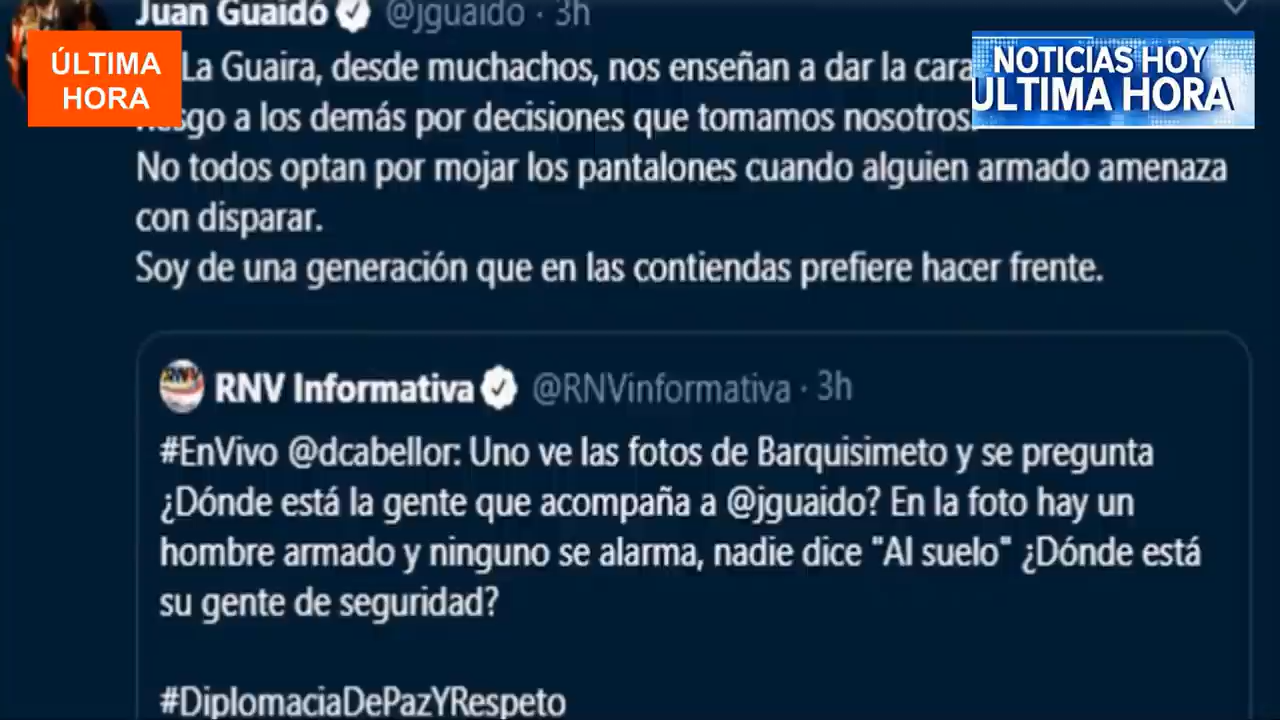 Juan Guaidó @jguaido · 3h
ÚLTIMA
HORA
NOTICIAS HOY
ULTIMA HORA
La Guaira, desde muchachos, nos enseñan a dar la cara
a los demás por decisiones que tomamos nosotros.
No todos optan por mojar los pantalones cuando alguien armado amenaza
con disparar.
Soy de una generación que en las contiendas prefiere hacer frente.
RNV Informativa @RNVinformativa · 3h
#EnVivo @dcabellor: Uno ve las fotos de Barquisimeto y se pregunta
¿Dónde está la gente que acompaña a @jguaido? En la foto hay un
hombre armado y ninguno se alarma, nadie dice "Al suelo" ¿Dónde está
su gente de seguridad?
#DiplomaciaDePazYRespeto